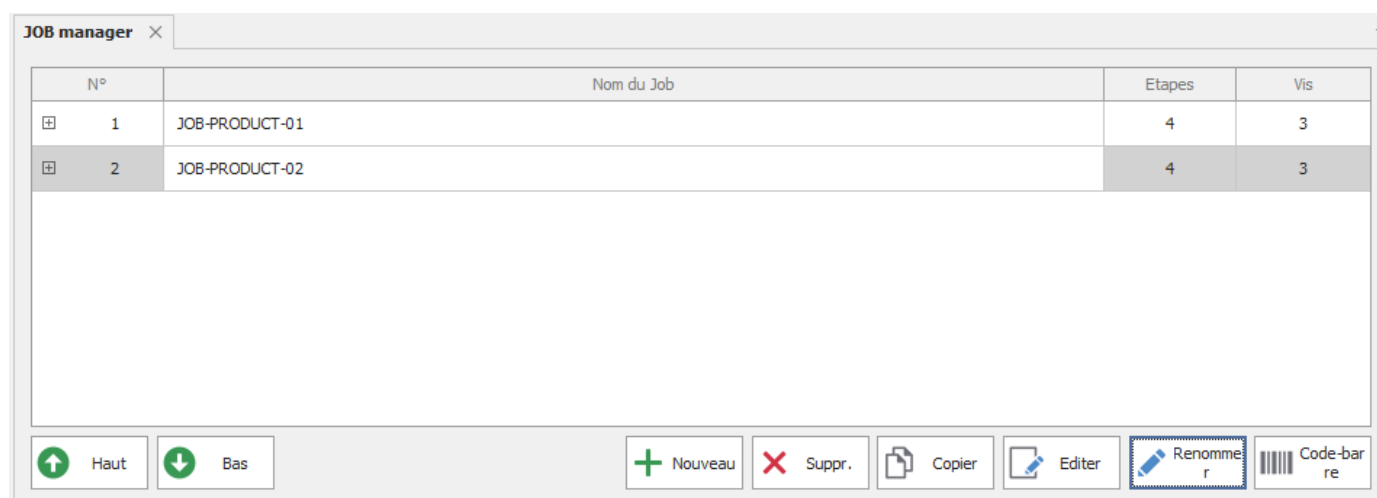 JOB manager
N° Nom du Job Etapes Vis
1 JOB-PRODUCT-01 4 3
2 JOB-PRODUCT-02 4 3
Haut Bas Nouveau Suppr. Copier Editer Renomme Code-bar
r re